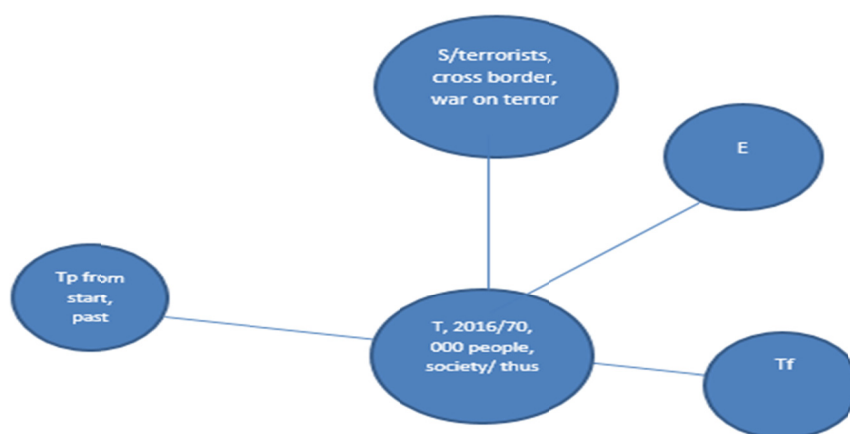 S/terrorists,
cross border,
war on terror
E
Tp from
start,
past
T, 2016/70,
000 people,
society/ thus
Tf